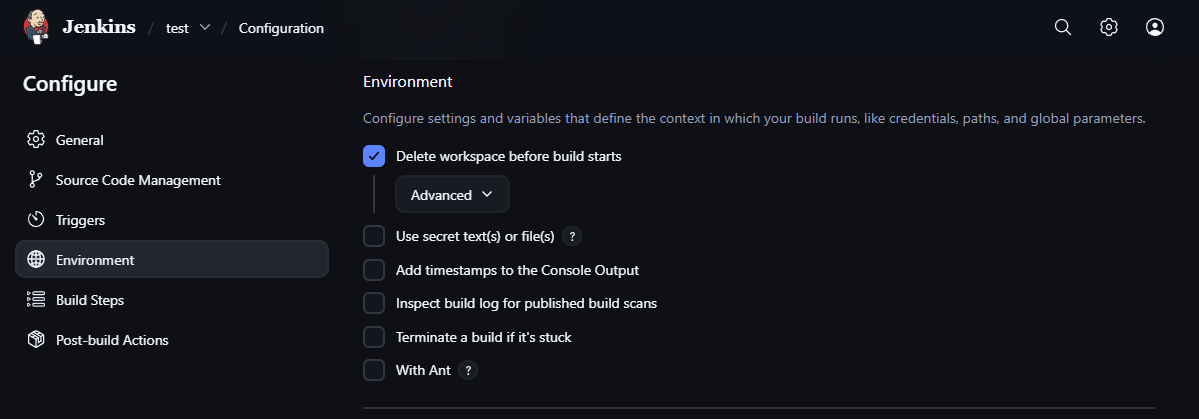 Jenkins / test / Configuration
Configure
General
Source Code Management
Triggers
Environment
Build Steps
Post-build Actions
Environment
Configure settings and variables that define the context in which your build runs, like credentials, paths, and global parameters.
Delete workspace before build starts
Advanced
Use secret text(s) or file(s) ?
Add timestamps to the Console Output
Inspect build log for published build scans
Terminate a build if it's stuck
With Ant ?